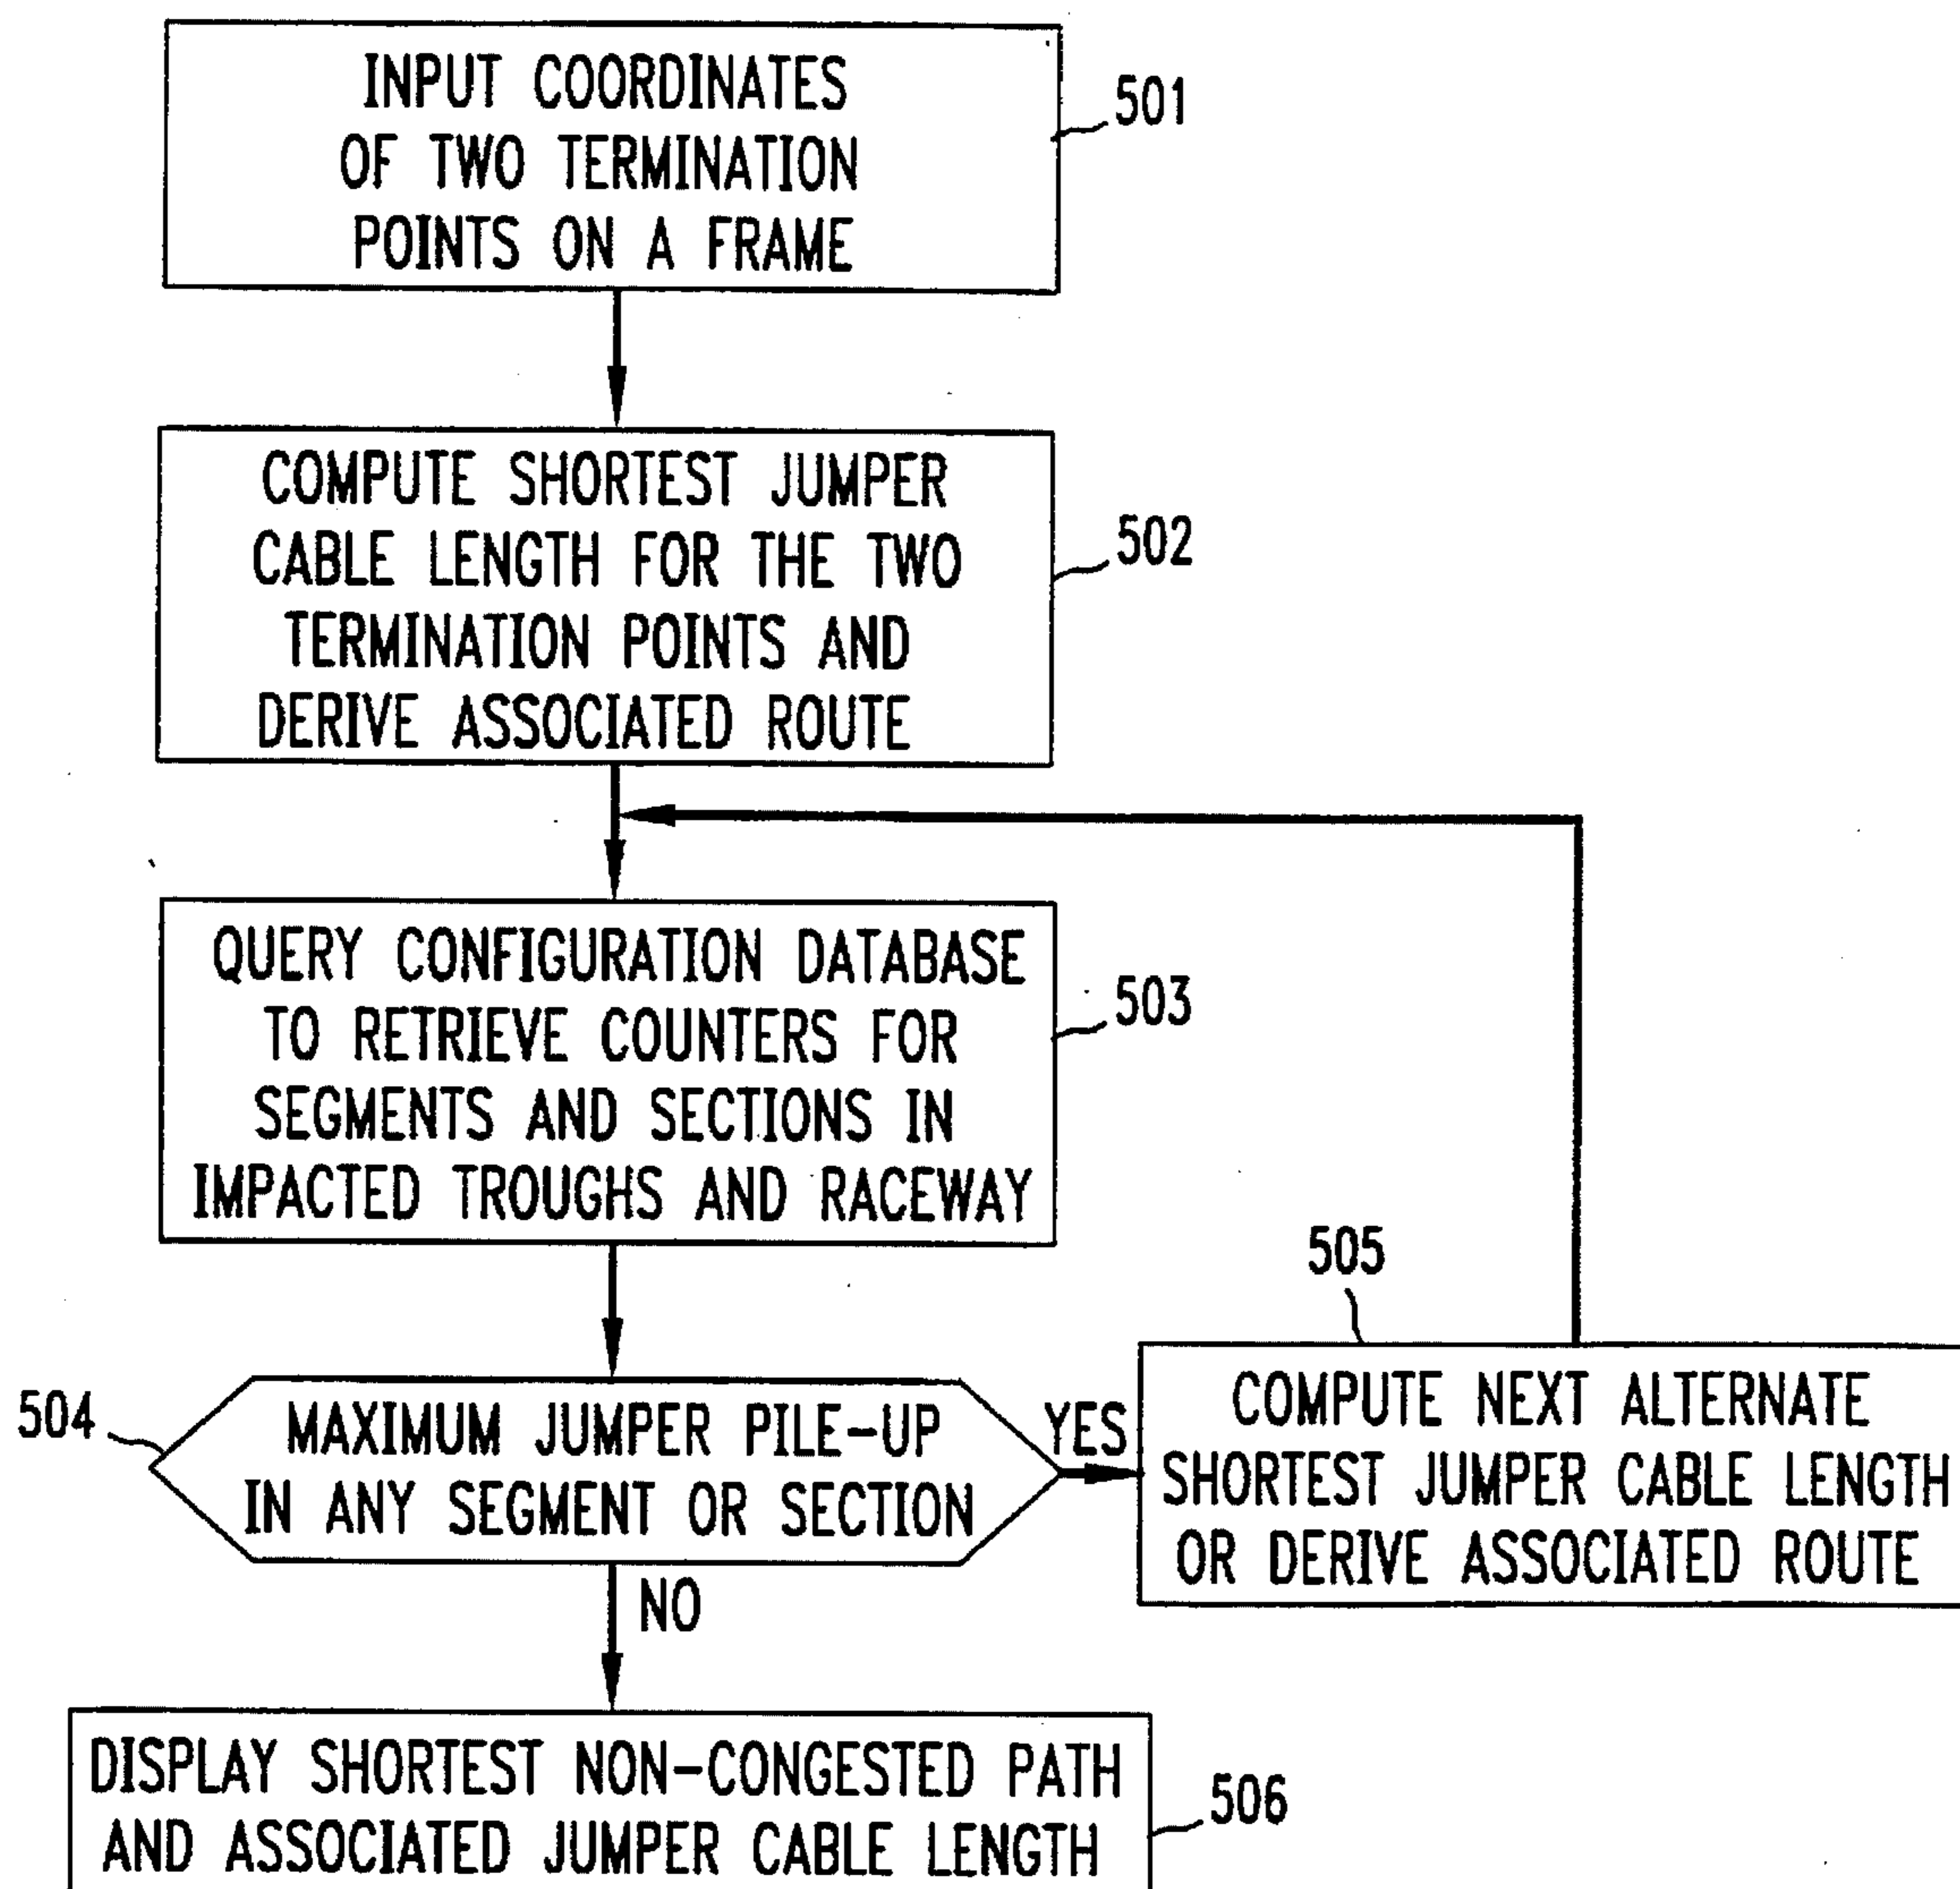 INPUT COORDINATES
OF TWO TERMINATION
POINTS ON A FRAME
501
COMPUTE SHORTEST JUMPER
CABLE LENGTH FOR THE TWO
TERMINATION POINTS AND
DERIVE ASSOCIATED ROUTE
502
QUERY CONFIGURATION DATABASE
TO RETRIEVE COUNTERS FOR
SEGMENTS AND SECTIONS IN
IMPACTED TROUGHS AND RACEWAY
503
504
MAXIMUM JUMPER PILE-UP
IN ANY SEGMENT OR SECTION
YES
505
COMPUTE NEXT ALTERNATE
SHORTEST JUMPER CABLE LENGTH
OR DERIVE ASSOCIATED ROUTE
NO
DISPLAY SHORTEST NON-CONGESTED PATH
AND ASSOCIATED JUMPER CABLE LENGTH
506